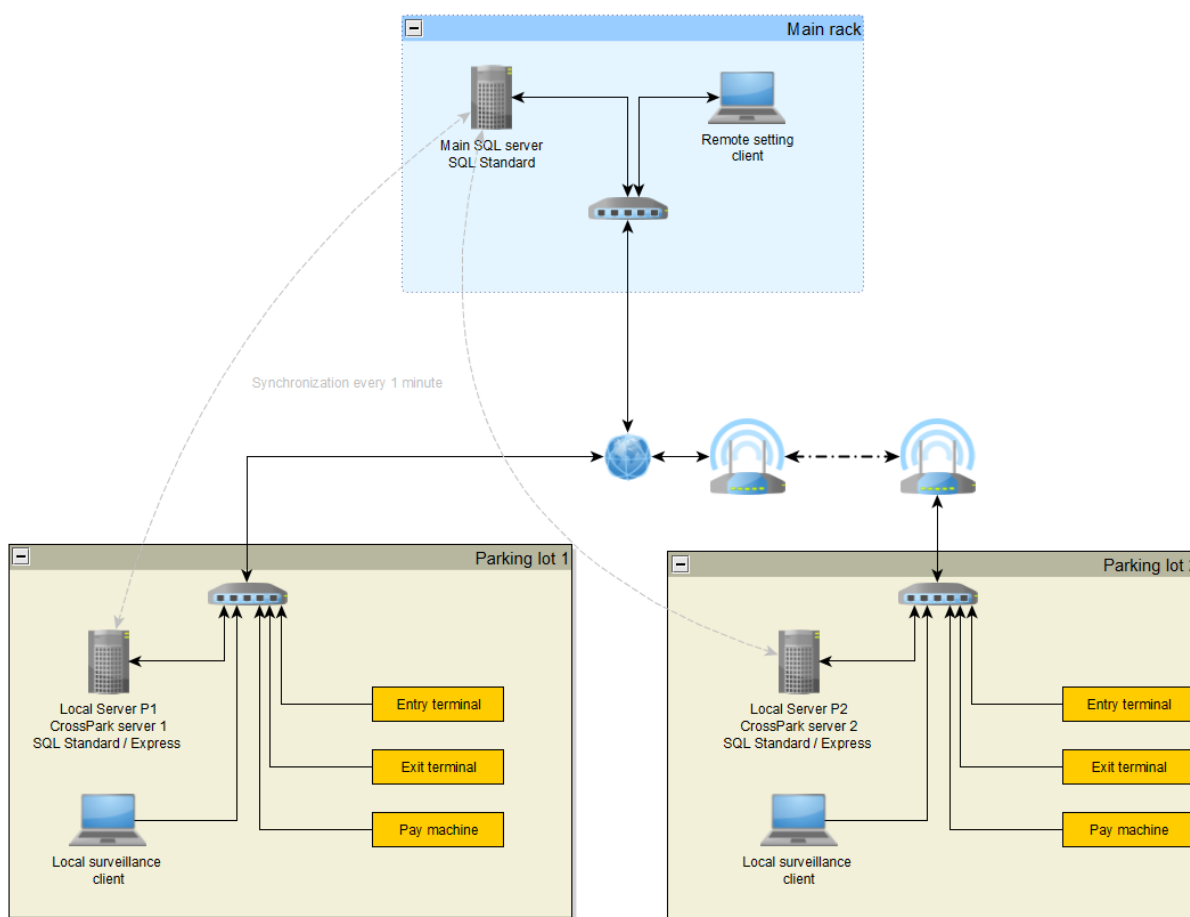 Main rack
Main SQL server
SQL Standard
Remote setting
client
Synchronization every 1 minute
Parking lot 1
Local Server P1
CrossPark server 1
SQL Standard / Express
Entry terminal
Exit terminal
Pay machine
Local surveillance
client
Parking lot
Local Server P2
CrossPark server 2
SQL Standard / Express
Entry terminal
Exit terminal
Pay machine
Local surveillance
client